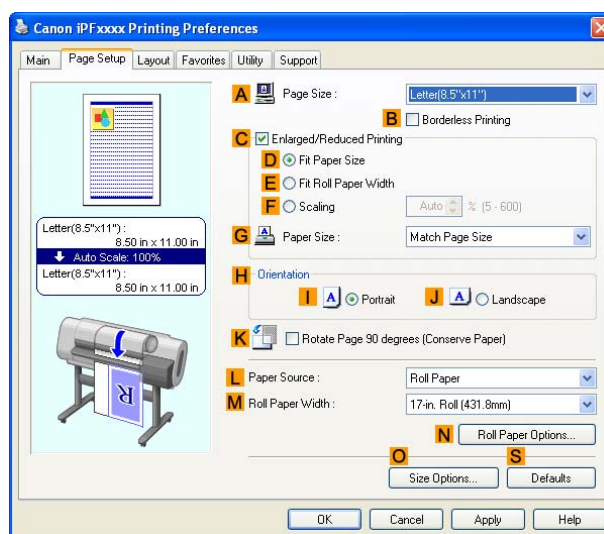 Canon iPFxxxx Printing Preferences
Main Page Setup Layout Favorites Utility Support
A Page Size : Letter(8.5"x11")
B Borderless Printing
C Enlarged/Reduced Printing
D Fit Paper Size
E Fit Roll Paper Width
F Scaling Auto % (5 - 600)
Letter(8.5"x11") :
8.50 in x 11.00 in
Auto Scale: 100%
Letter(8.5"x11") :
8.50 in x 11.00 in
G A Paper Size : Match Page Size
H Orientation
I A Portrait J A Landscape
K Rotate Page 90 degrees (Conserve Paper)
R
L Paper Source : Roll Paper
M Roll Paper Width : 17-in. Roll (431.8mm)
N Roll Paper Options...
O S
Size Options... Defaults
OK Cancel Apply Help